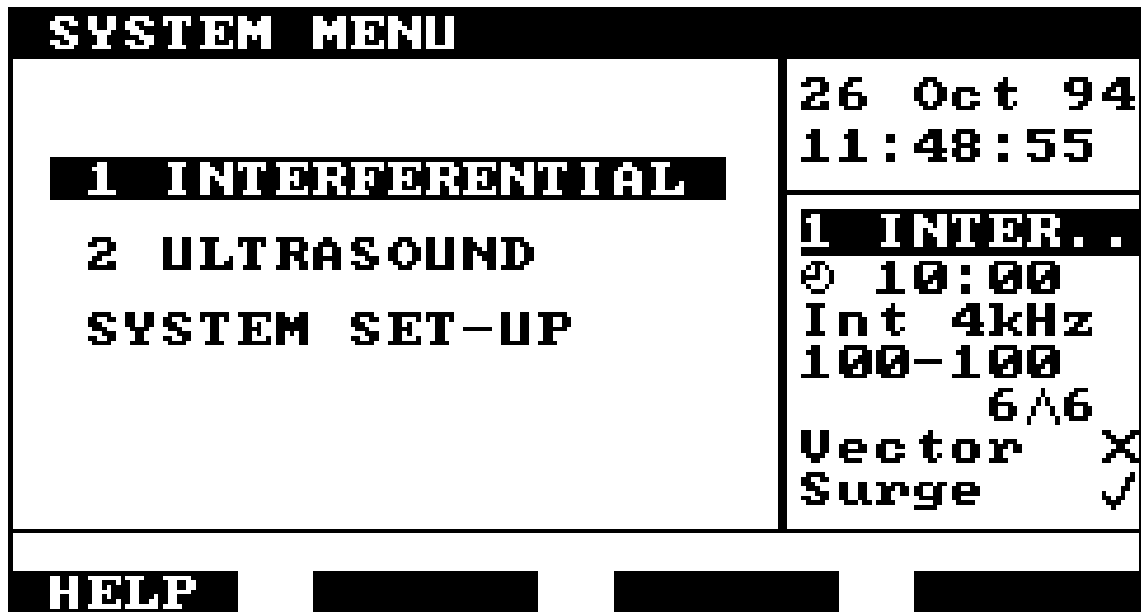 SYSTEM MENU
1 INTERFERENTIAL
2 ULTRASOUND
SYSTEM SET-UP
26 Oct 94
11:48:55
1 INTER..
10:00
Int 4kHz
100-100
6/\6
Vector X
Surge ✓
HELP